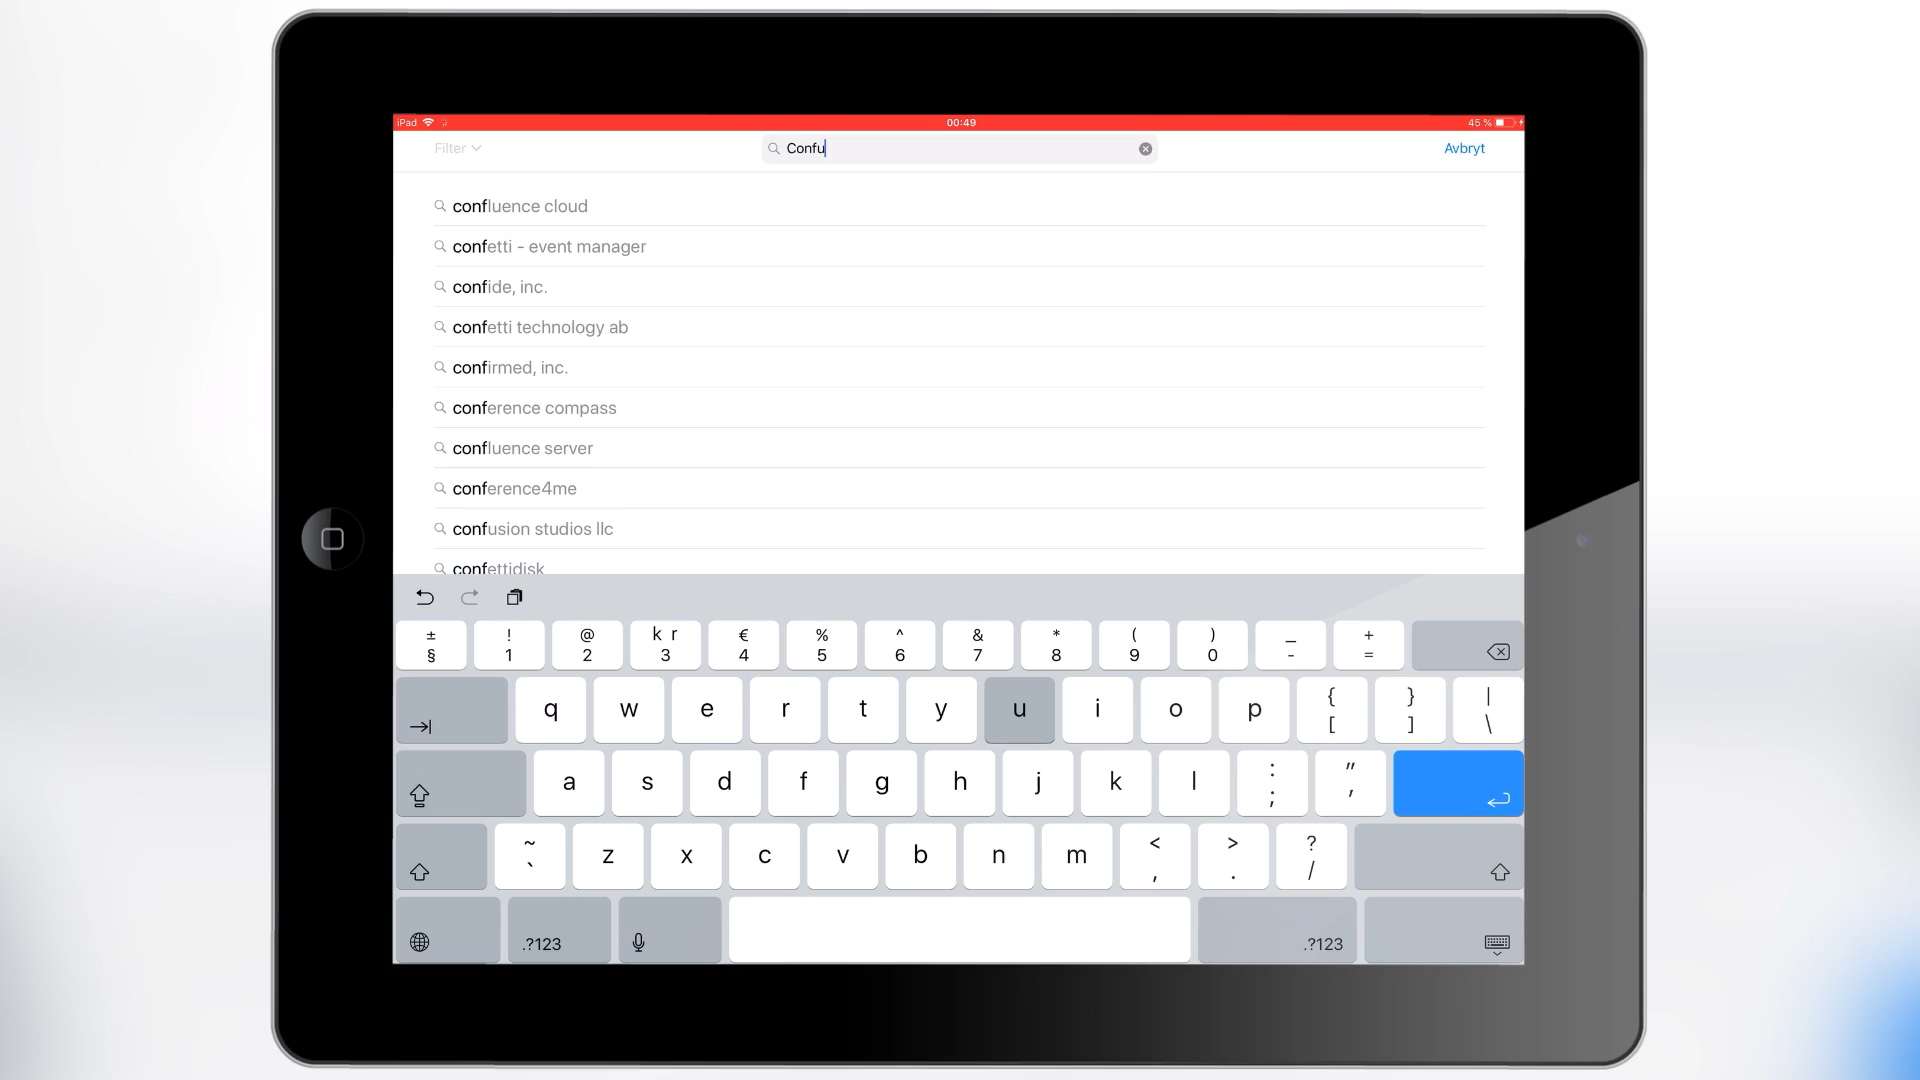 iPad 00:49 45 %
Filter Confu Avbryt
confluence cloud
confetti - event manager
confide, inc.
confetti technology ab
confirmed, inc.
conference compass
confluence server
conference4me
confusion studios llc
confettidisk
± ! @ k r € % ^ & * ( ) _ +
§ 1 2 3 4 5 6 7 8 9 0 - =
q w e r t y u i o p { } |
[ ] \
a s d f g h j k l : "
; '
~ z x c v b n m < > ?
` , . /
.?123 .?123